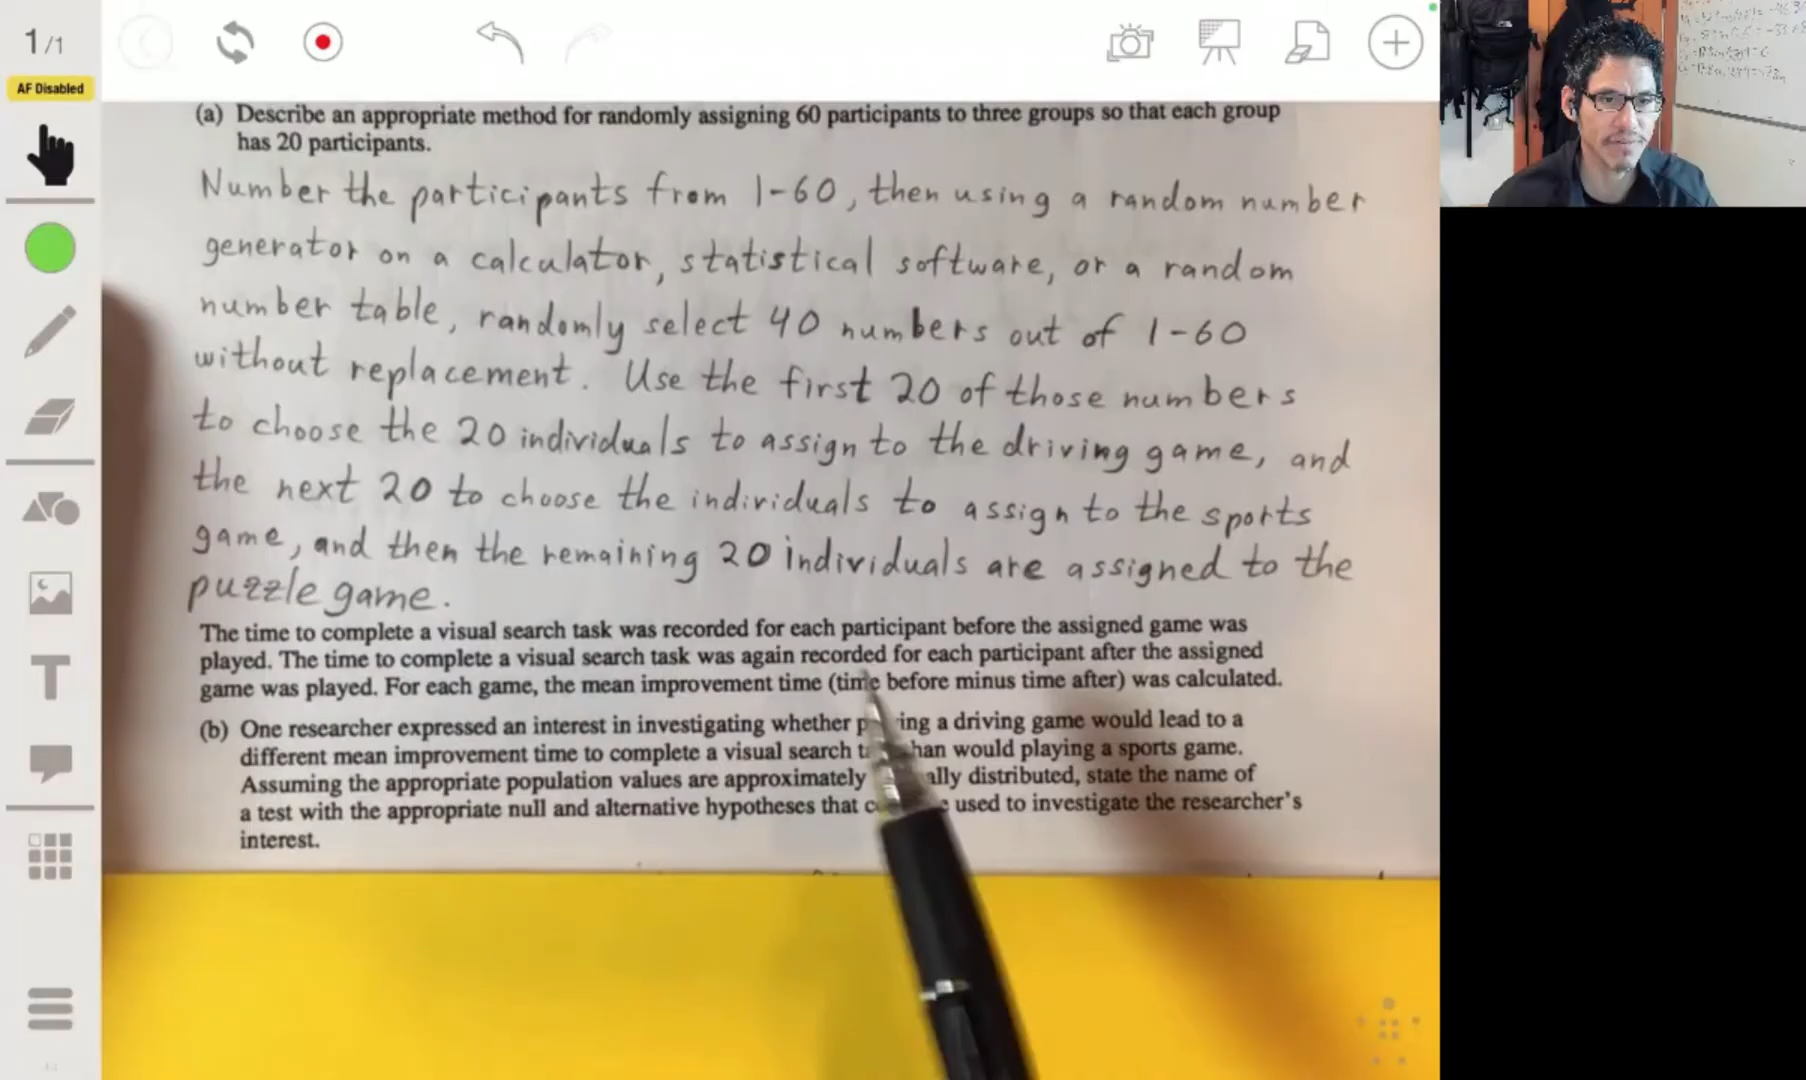 1/1
AF Disabled
(a) Describe an appropriate method for randomly assigning 60 participants to three groups so that each group
has 20 participants.
Number the participants from 1-60, then using a random number
generator on a calculator, statistical software, or a random
number table, randomly select 40 numbers out of 1-60
without replacement. Use the first 20 of those numbers
to choose the 20 individuals to assign to the driving game, and
the next 20 to choose the individuals to assign to the sports
game, and then the remaining 20 individuals are assigned to the
puzzle game.
The time to complete a visual search task was recorded for each participant before the assigned game was
played. The time to complete a visual search task was again recorded for each participant after the assigned
game was played. For each game, the mean improvement time (time before minus time after) was calculated.
(b) One researcher expressed an interest in investigating whether a driving game would lead to a
different mean improvement time to complete a visual search would playing a sports game.
Assuming the appropriate population values are approximately distributed, state the name of
a test with the appropriate null and alternative hypotheses that used to investigate the researcher's
interest.
T